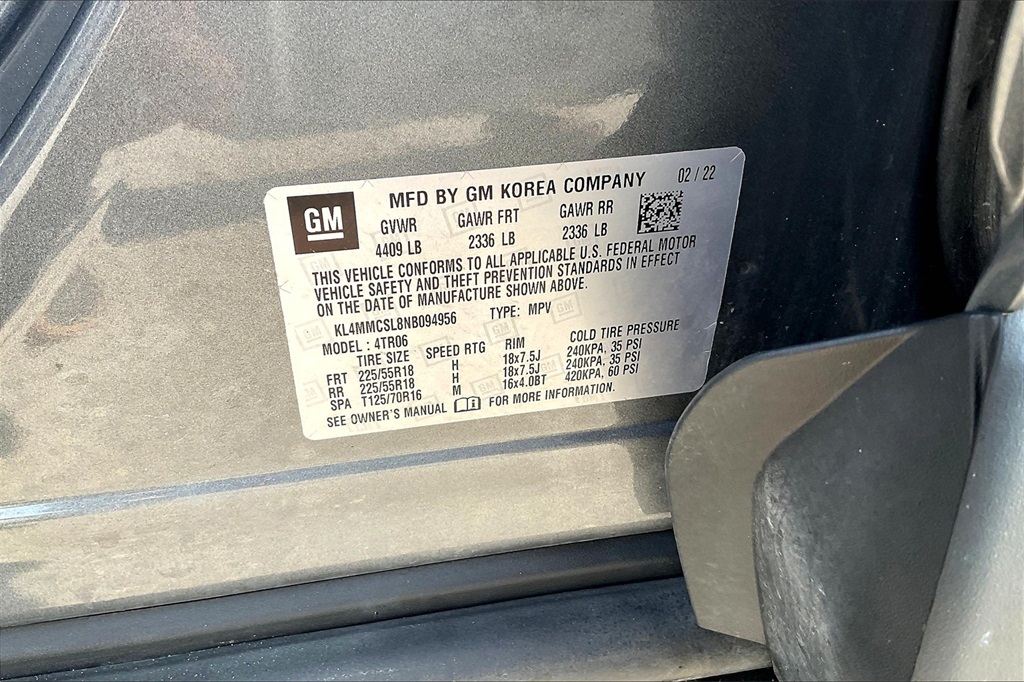 GM
MFD BY GM KOREA COMPANY 02 / 22
GVWR GAWR FRT GAWR RR
4409 LB 2336 LB 2336 LB
THIS VEHICLE CONFORMS TO ALL APPLICABLE U.S. FEDERAL MOTOR
VEHICLE SAFETY AND THEFT PREVENTION STANDARDS IN EFFECT
ON THE DATE OF MANUFACTURE SHOWN ABOVE.
KL4MMCSL8NB094956 TYPE: MPV
MODEL: 4TR06
TIRE SIZE SPEED RTG RIM COLD TIRE PRESSURE
FRT 225/55R18 H 18x7.5J 240KPA, 35 PSI
RR 225/55R18 H 18x7.5J 240KPA, 35 PSI
SPA T125/70R16 M 16x4.0BT 420KPA, 60 PSI
SEE OWNER'S MANUAL FOR MORE INFORMATION.